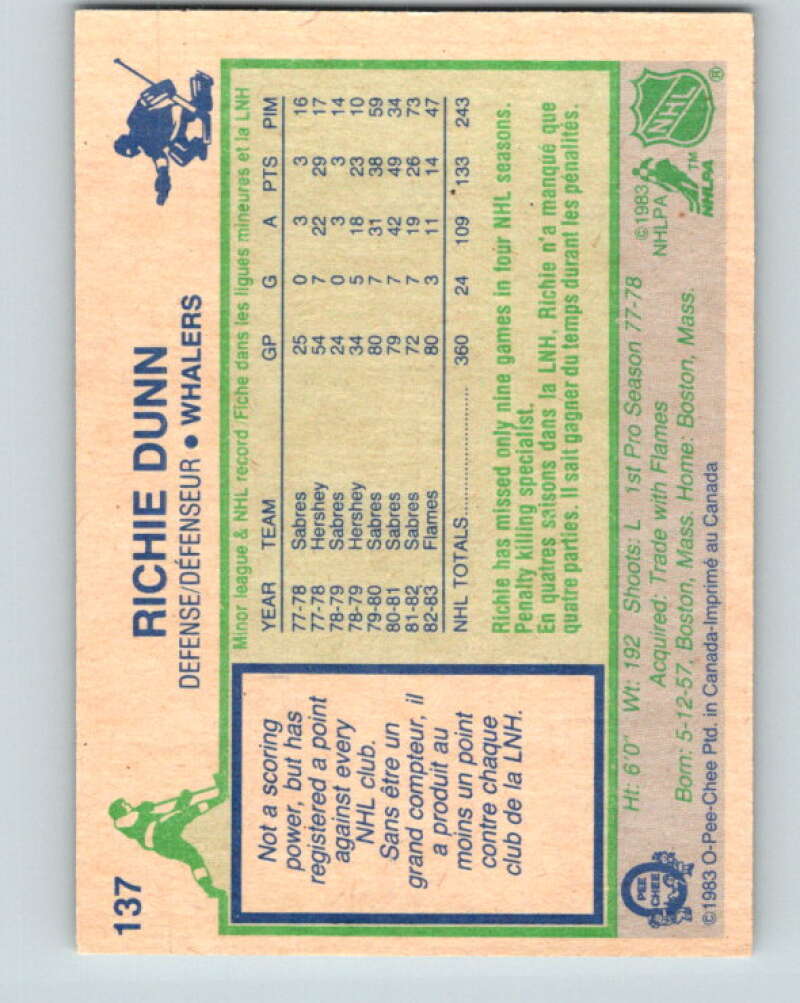 137
RICHIE DUNN
DEFENSE/DÉFENSEUR • WHALERS
Not a scoring
power, but has
registered a point
against every
NHL club.
Sans être un
grand compteur, il
a produit au
moins un point
contre chaque
club de la LNH.
Minor league & NHL record/Fiche dans les ligues mineures et la LNH
YEAR TEAM GP G A PTS PIM
77-78 Sabres 25 0 3 3 16
77-78 Hershey 54 7 22 29 17
78-79 Sabres 24 0 3 3 14
78-79 Hershey 34 5 18 23 10
79-80 Sabres 80 7 31 38 59
80-81 Sabres 79 7 42 49 34
81-82 Sabres 72 7 19 26 73
82-83 Flames 80 3 11 14 47
NHL TOTALS 360 24 109 133 243
Richie has missed only nine games in four NHL seasons.
Penalty killing specialist.
En quatres saisons dans la LNH. Richie n'a manqué que
quatre parties. Il sait gagner du temps durant les pénalités.
Ht: 6'0" Wt: 192 Shoots: L 1st Pro Season 77-78
Acquired: Trade with Flames
Born: 5-12-57, Boston, Mass. Home: Boston, Mass.
©1983 O-Pee-Chee Ptd. in Canada-Imprimé au Canada
PEE
CHEE
©1983
NHLPA
NHLPA
TM
NHL
®